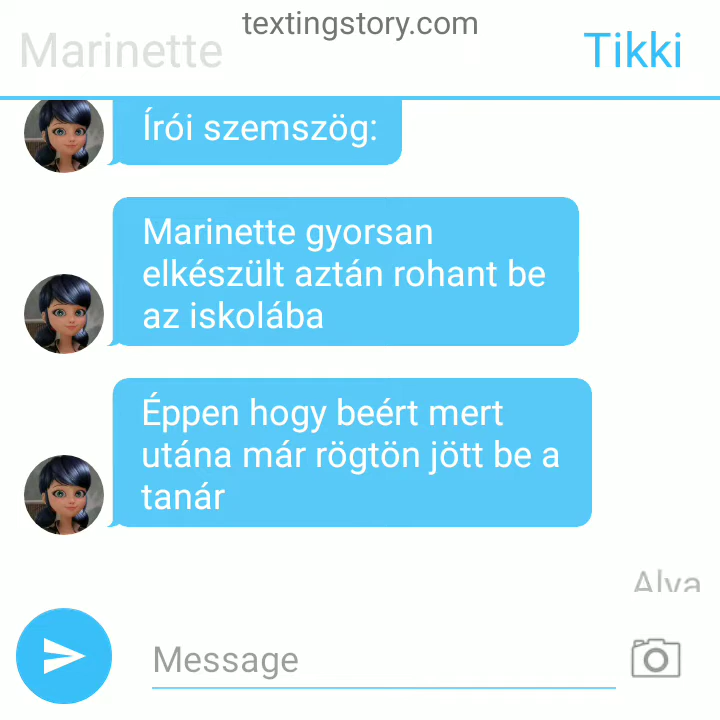 textingstory.com
Marinette
Tikki
Írói szemszög:
Marinette gyorsan
elkészült aztán rohant be
az iskolába
Éppen hogy beért mert
utána már rögtön jött be a
tanár
Alya
Message